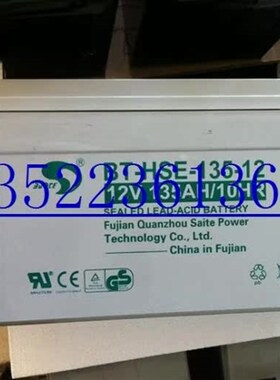 BT-HSE-135-12
13522361363
12V 135AH/10HR
SEALED LEAD-ACID BATTERY
Fujian Quanzhou Saite Power
Technology Co., Ltd.
China in Fujian